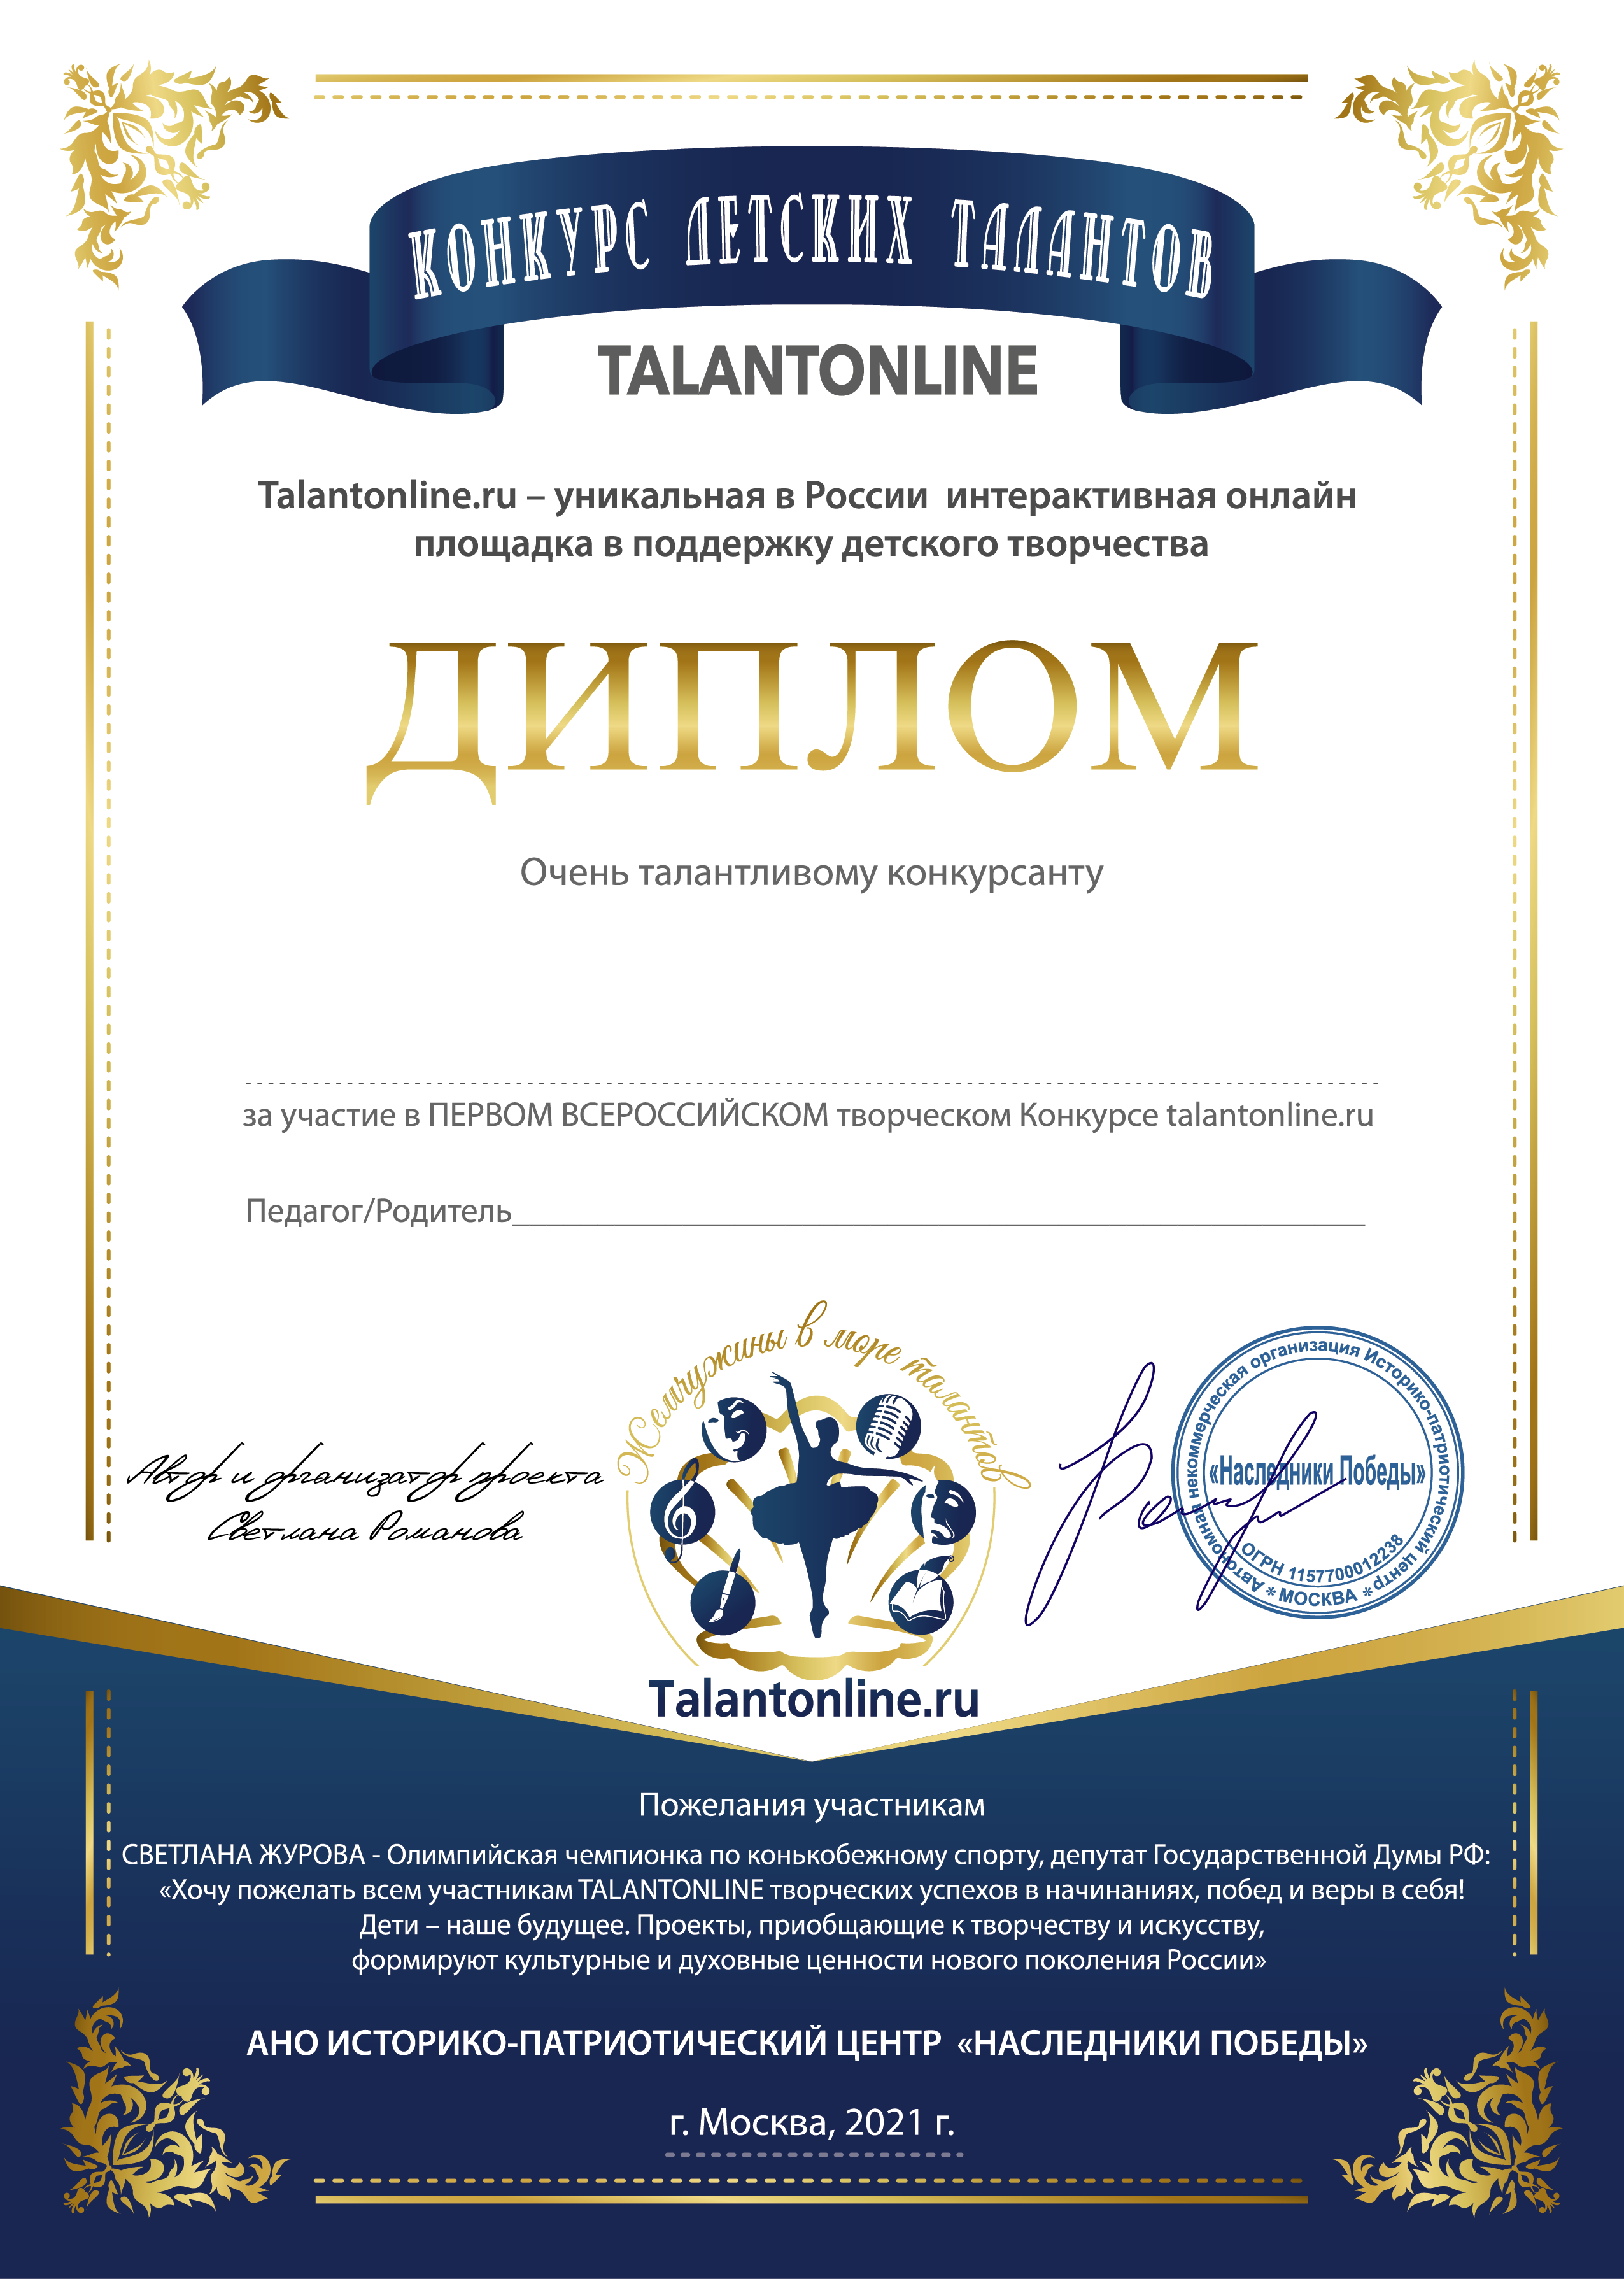 КОНКУРС ДЕТСКИХ ТАЛАНТОВ
TALANTONLINE
Talantonline.ru – уникальная в России интерактивная онлайн
площадка в поддержку детского творчества
ДИПЛОМ
Очень талантливому конкурсанту
за участие в ПЕРВОМ ВСЕРОССИЙСКОМ творческом Конкурсе talantonline.ru
Педагог/Родитель
Автор и организатор проекта
Светлана Романова
Жемчужины в море талантов
Talantonline.ru
Автономная некоммерческая организация Историко-патриотический центр
«Наследники Победы»
ОГРН 1157700012238
* МОСКВА *
Пожелания участникам
СВЕТЛАНА ЖУРОВА - Олимпийская чемпионка по конькобежному спорту, депутат Государственной Думы РФ:
«Хочу пожелать всем участникам TALANTONLINE творческих успехов в начинаниях, побед и веры в себя!
Дети – наше будущее. Проекты, приобщающие к творчеству и искусству,
формируют культурные и духовные ценности нового поколения России»
АНО ИСТОРИКО-ПАТРИОТИЧЕСКИЙ ЦЕНТР «НАСЛЕДНИКИ ПОБЕДЫ»
г. Москва, 2021 г.